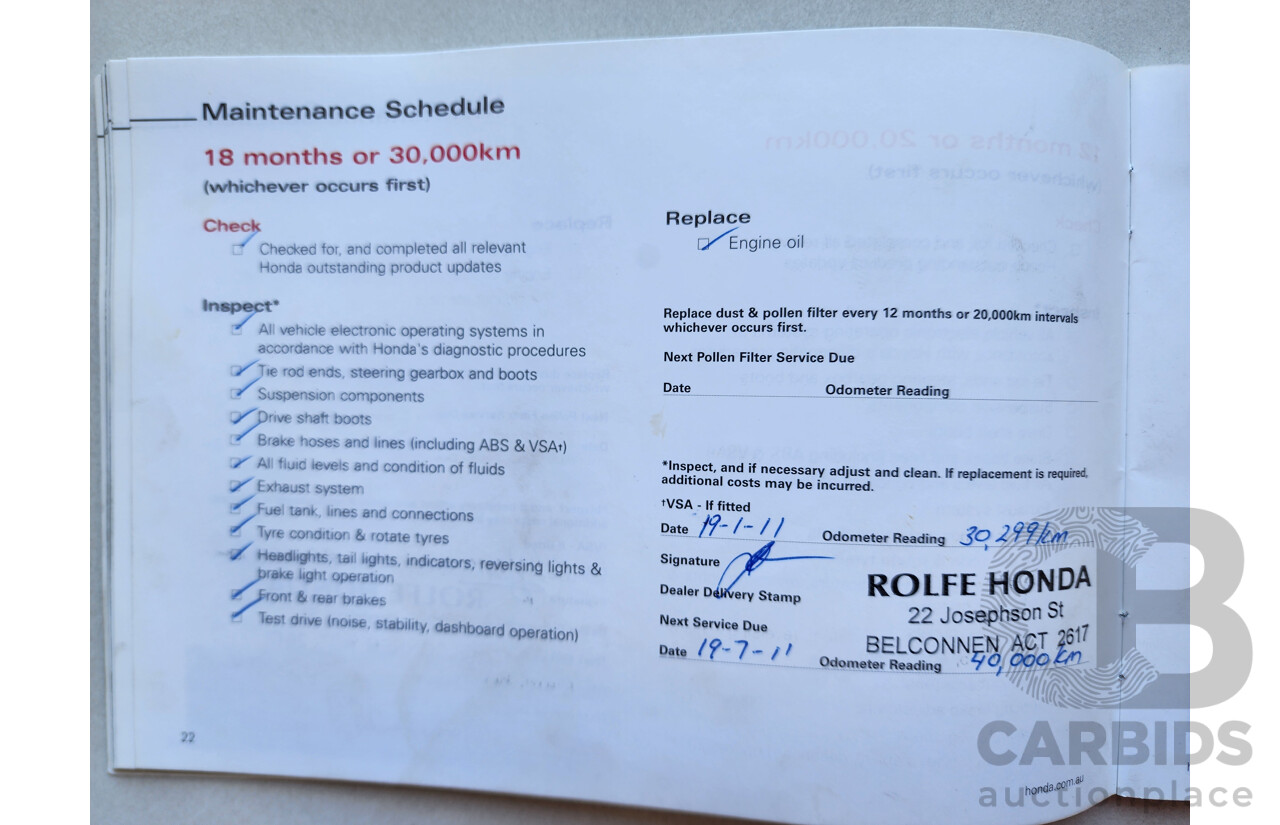 Maintenance Schedule
18 months or 30,000km
(whichever occurs first)
Check
Checked for, and completed all relevant
Honda outstanding product updates
Inspect*
All vehicle electronic operating systems in
accordance with Honda's diagnostic procedures
Tie rod ends, steering gearbox and boots
Suspension components
Drive shaft boots
Brake hoses and lines (including ABS & VSA†)
All fluid levels and condition of fluids
Exhaust system
Fuel tank, lines and connections
Tyre condition & rotate tyres
Headlights, tail lights, indicators, reversing lights &
brake light operation
Front & rear brakes
Test drive (noise, stability, dashboard operation)
22
Replace
Engine oil
Replace dust & pollen filter every 12 months or 20,000km intervals
whichever occurs first.
Next Pollen Filter Service Due
Date Odometer Reading
*Inspect, and if necessary adjust and clean. If replacement is required,
additional costs may be incurred.
†VSA - If fitted
Date 19-1-11 Odometer Reading 30,299km
Signature
Dealer Delivery Stamp
ROLFE HONDA
22 Josephson St
BELCONNEN ACT 2617
Next Service Due
Date 19-7-11 Odometer Reading 40,000km
honda.com.au
CARBIDS
auctionplace